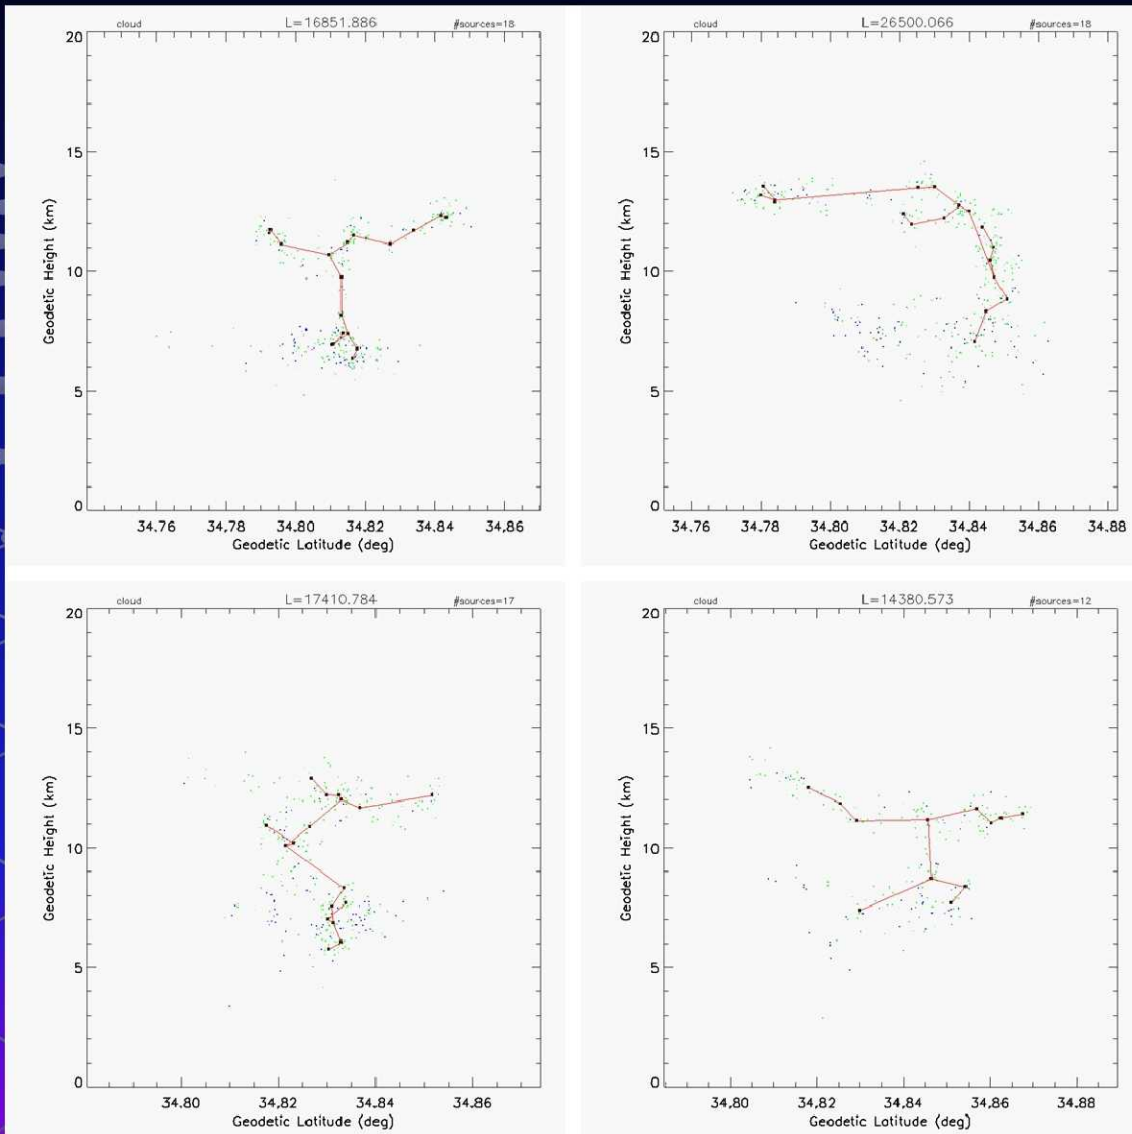 cloud L=16851.886 #sources=18
20
15
10
5
0
Geodetic Height (km)
34.76 34.78 34.80 34.82 34.84 34.86
Geodetic Latitude (deg)
cloud L=26500.066 #sources=18
20
15
10
5
0
Geodetic Height (km)
34.76 34.78 34.80 34.82 34.84 34.86 34.88
Geodetic Latitude (deg)
cloud L=17410.784 #sources=17
20
15
10
5
0
Geodetic Height (km)
34.80 34.82 34.84 34.86
Geodetic Latitude (deg)
cloud L=14380.573 #sources=12
20
15
10
5
0
Geodetic Height (km)
34.80 34.82 34.84 34.86 34.88
Geodetic Latitude (deg)